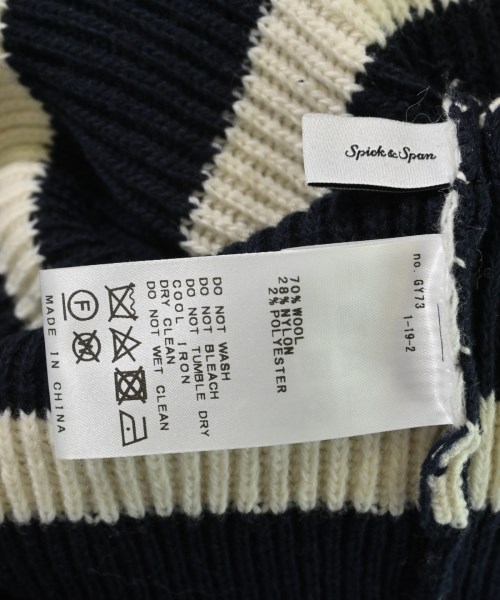 Spick & Span
no. GY73
1-19-2
70% WOOL
28% NYLON
2% POLYESTER
DO NOT WASH
DO NOT BLEACH
DO NOT TUMBLE DRY
COOL IRON
DRY CLEAN
DO NOT WET CLEAN
F
W
MADE IN CHINA